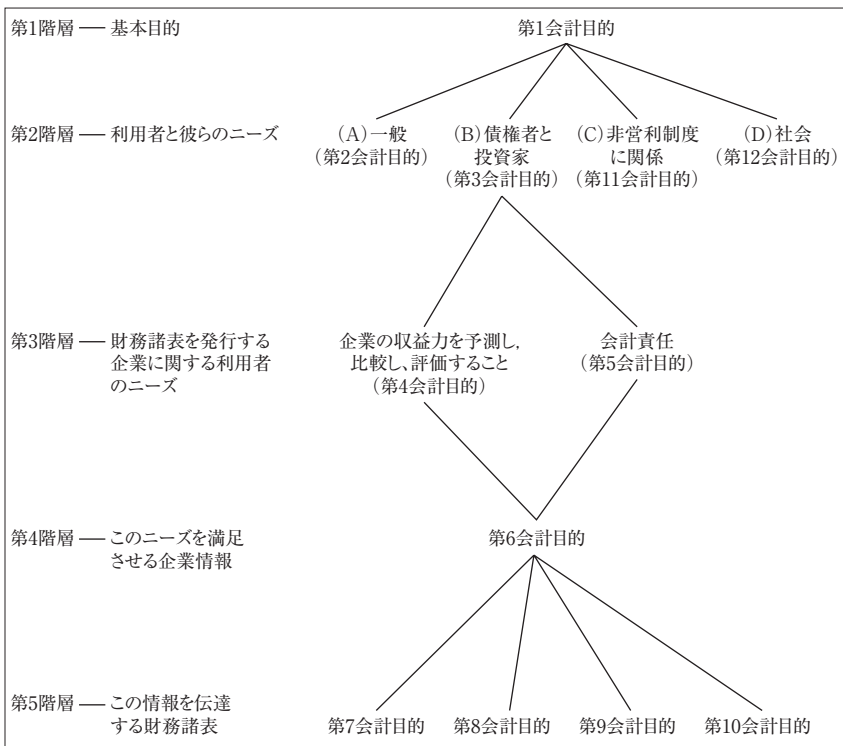 第1階層 ── 基本目的 第1会計目的
第2階層 ── 利用者と彼らのニーズ (A)一般 (B)債権者と (C)非営利制度 (D)社会
(第2会計目的) 投資家 に関係 (第12会計目的)
(第3会計目的) (第11会計目的)
第3階層 ── 財務諸表を発行する 企業の収益力を予測し, 会計責任
企業に関する利用者 比較し、評価すること (第5会計目的)
のニーズ (第4会計目的)
第4階層 ── このニーズを満足 第6会計目的
させる企業情報
第5階層 ── この情報を伝達
する財務諸表 第7会計目的 第8会計目的 第9会計目的 第10会計目的